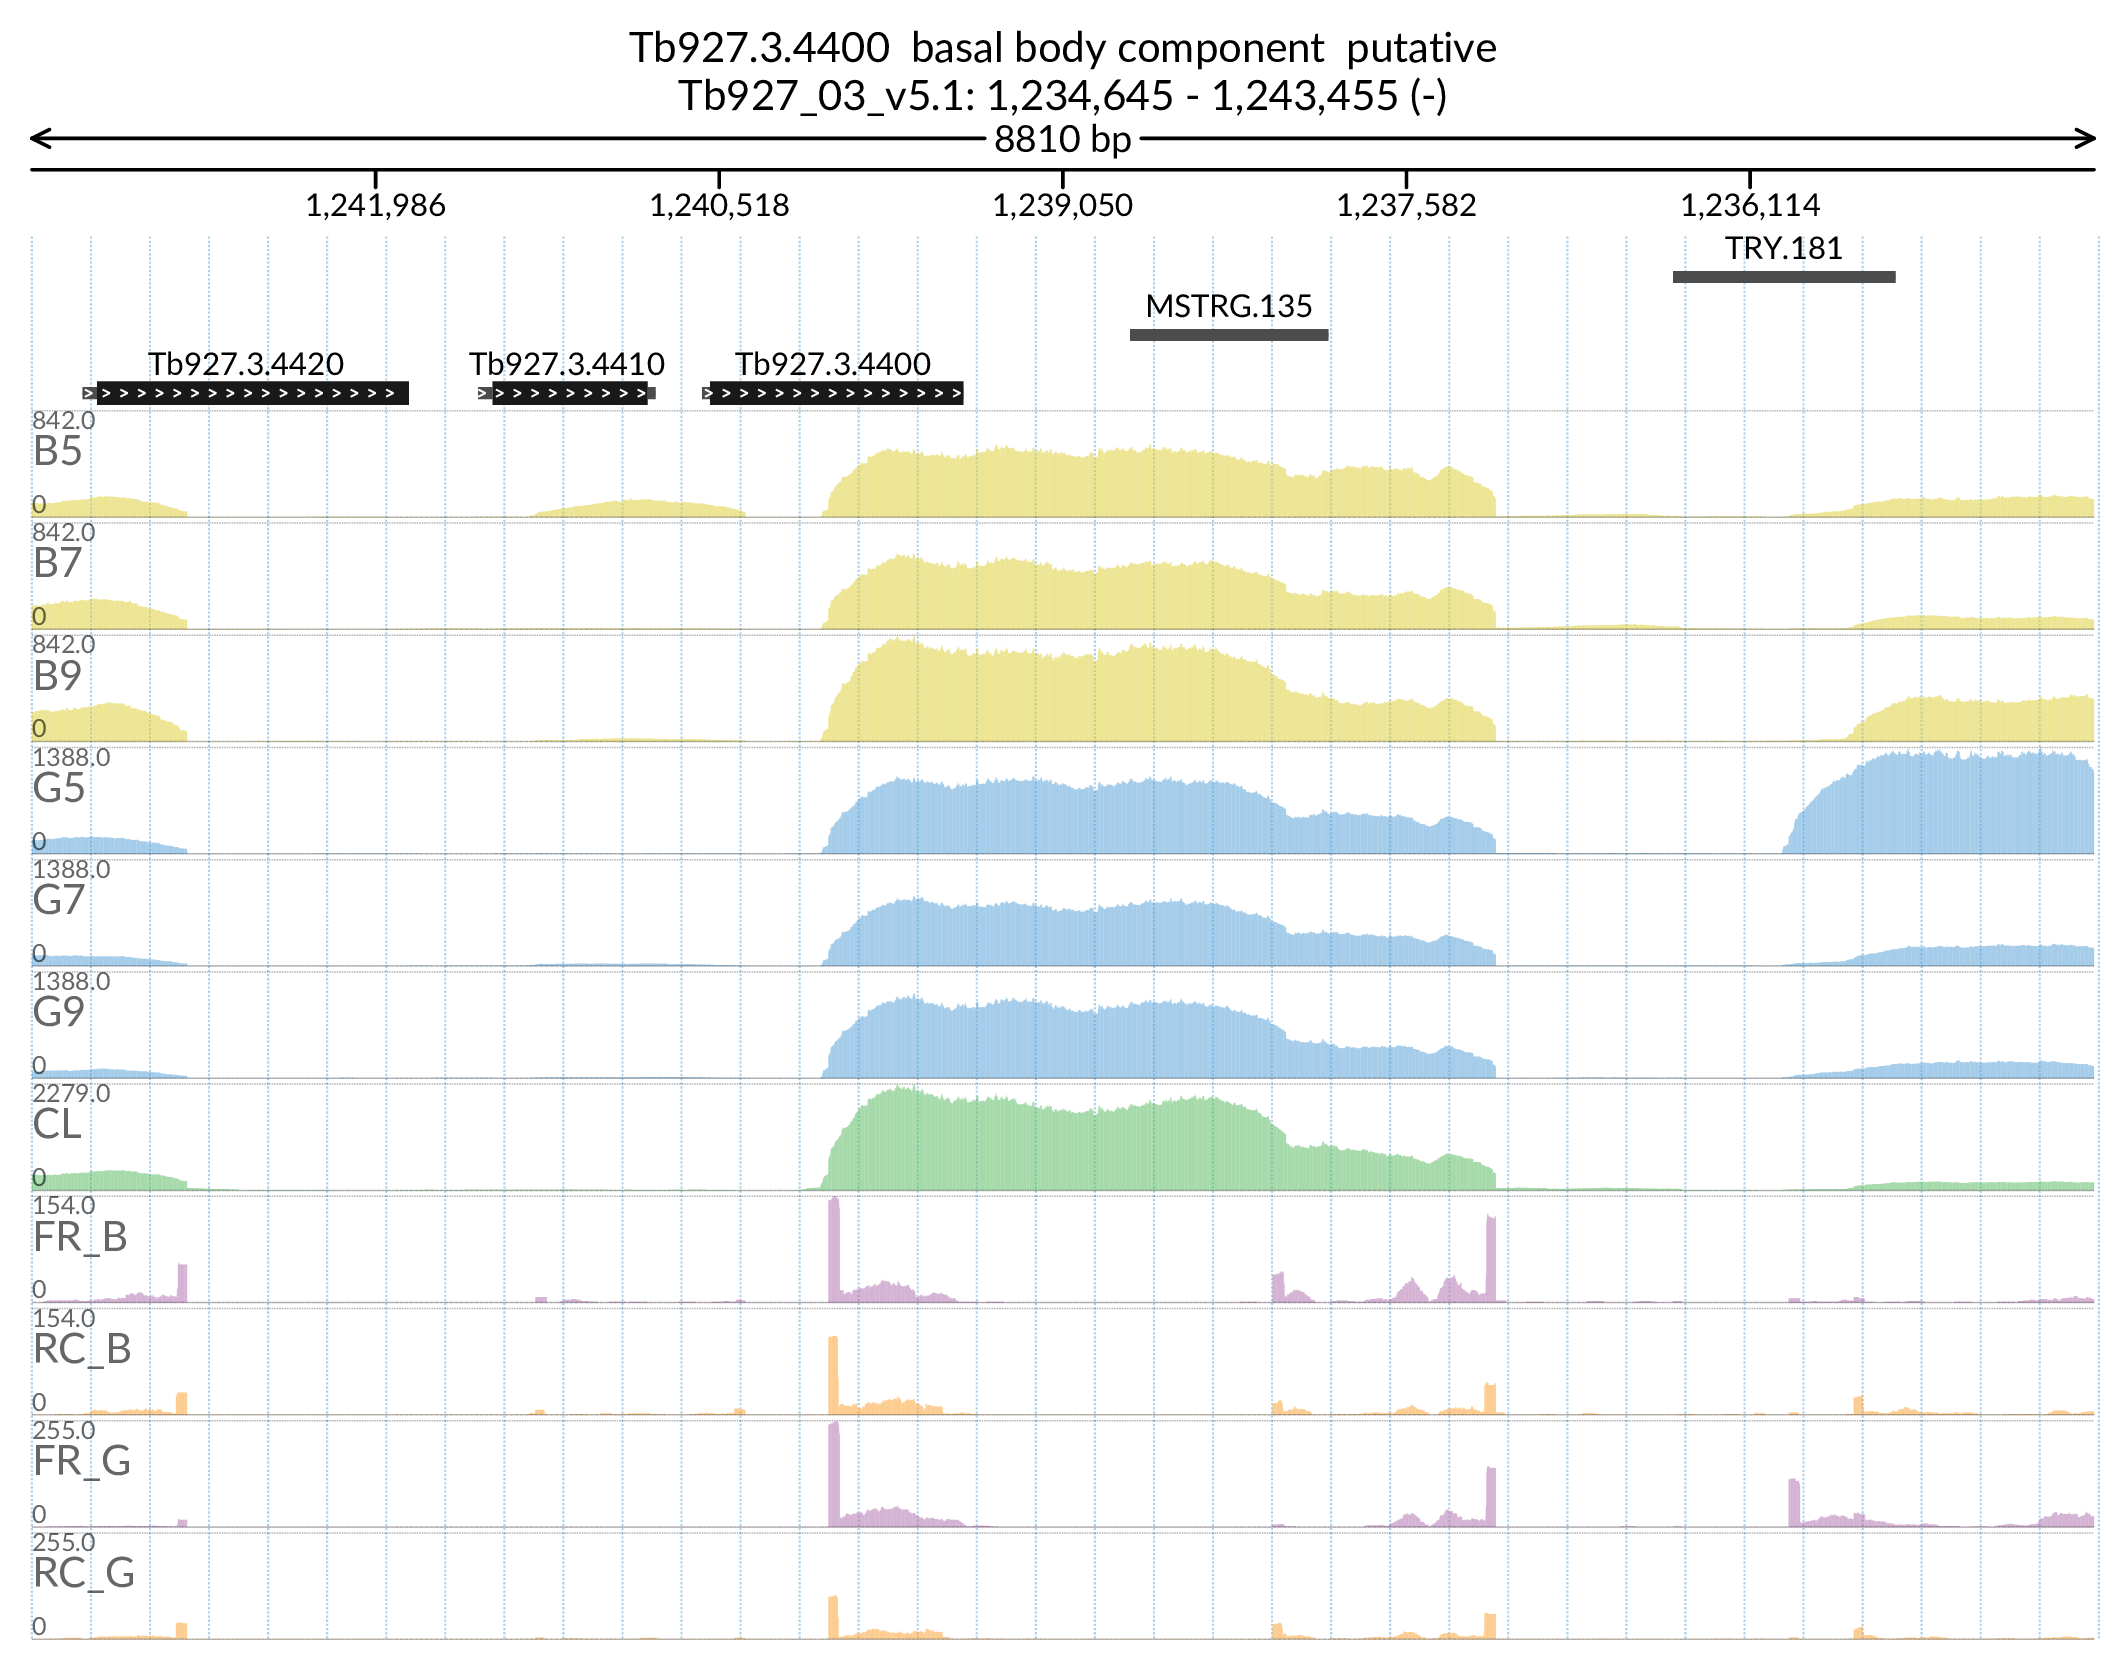 Tb927.3.4400  basal body component  putative
Tb927_03_v5.1: 1,234,645 - 1,243,455 (-)
8810 bp
1,241,986 1,240,518 1,239,050 1,237,582 1,236,114
TRY.181
MSTRG.135
Tb927.3.4420 Tb927.3.4410 Tb927.3.4400
842.0
B5
0
842.0
B7
0
842.0
B9
0
1388.0
G5
0
1388.0
G7
0
1388.0
G9
0
2279.0
CL
0
154.0
FR_B
0
154.0
RC_B
0
255.0
FR_G
0
255.0
RC_G
0